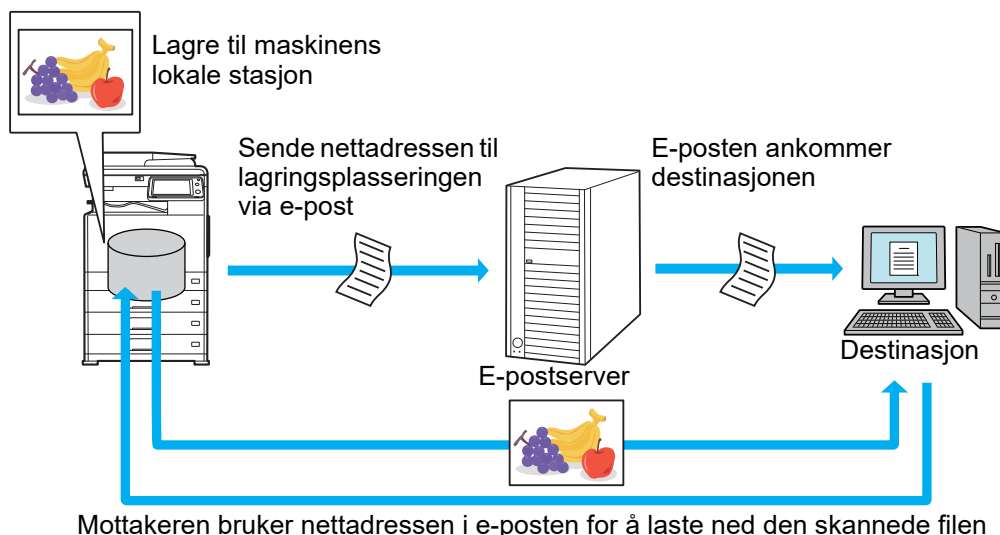 Lagre til maskinens
lokale stasjon
Sende nettadressen til
lagringsplasseringen
via e-post
E-posten ankommer
destinasjonen
E-postserver
Destinasjon
Mottakeren bruker nettadressen i e-posten for å laste ned den skannede filen